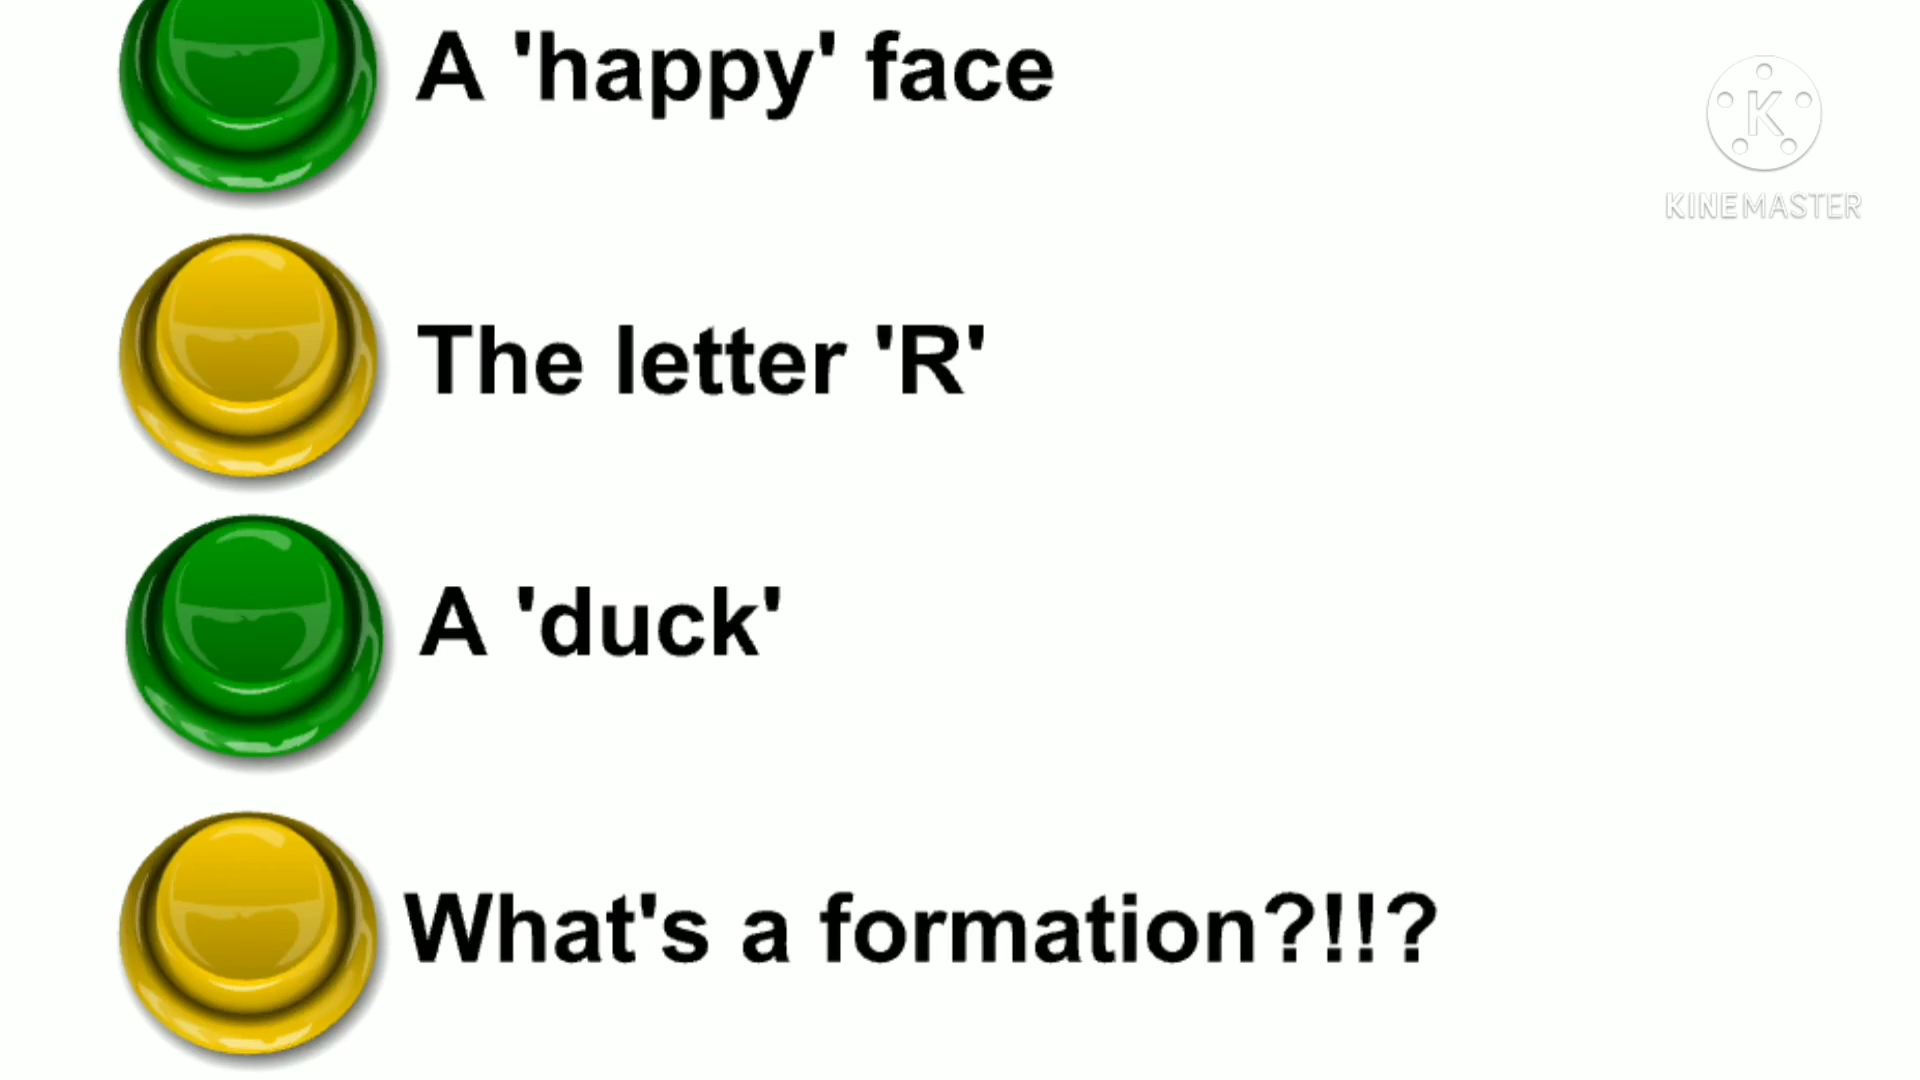 A 'happy' face
K
KINEMASTER
The letter 'R'
A 'duck'
What's a formation?!!?